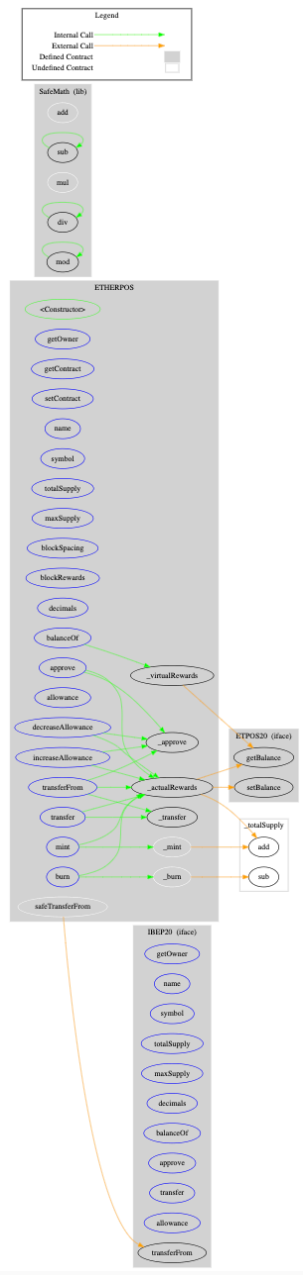 Legend
Internal Call
External Call
Defined Contract
Undefined Contract
SafeMath (lib)
add
sub
mul
div
mod
ETHERPOS
<Constructor>
getOwner
getContract
setContract
name
symbol
totalSupply
maxSupply
blockSpacing
blockRewards
decimals
balanceOf
_virtualRewards
approve
allowance
decreaseAllowance
_approve
increaseAllowance
transferFrom
_actualRewards
transfer
_transfer
mint
_mint
burn
_burn
safeTransferFrom
ETPOS20 (iface)
getBalance
setBalance
_totalSupply
add
sub
IBEP20 (iface)
getOwner
name
symbol
totalSupply
maxSupply
decimals
balanceOf
approve
transfer
allowance
transferFrom